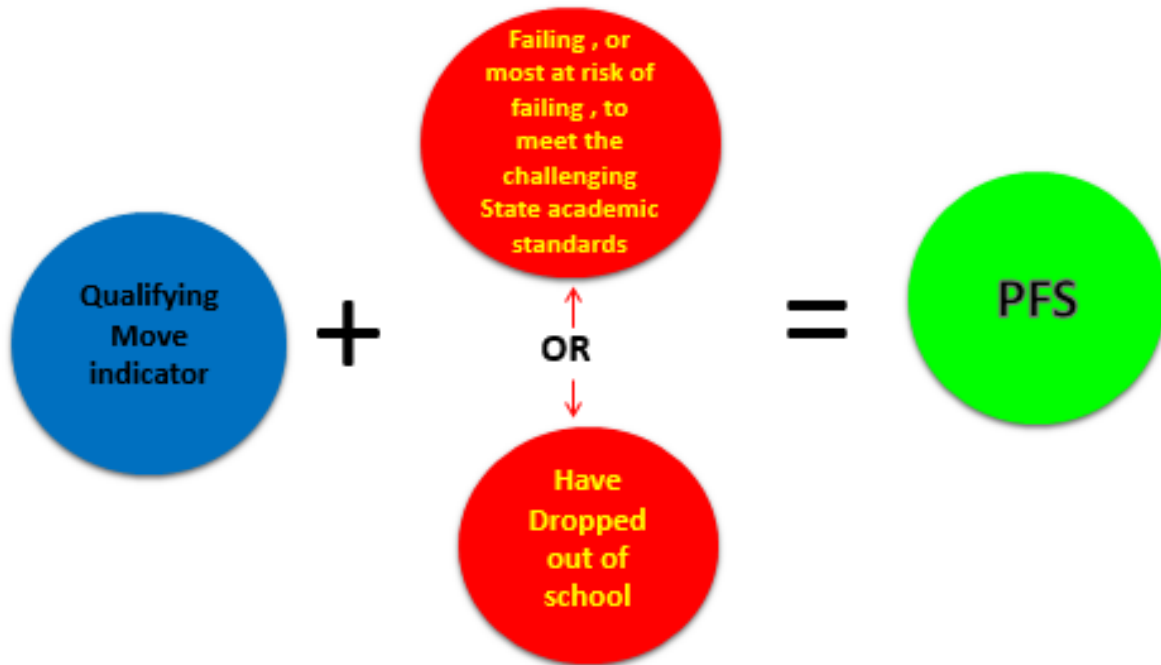 Failing , or
most at risk of
failing , to
meet the
challenging
State academic
standards
Qualifying
Move
indicator
+
OR
=
PFS
Have
Dropped
out of
school